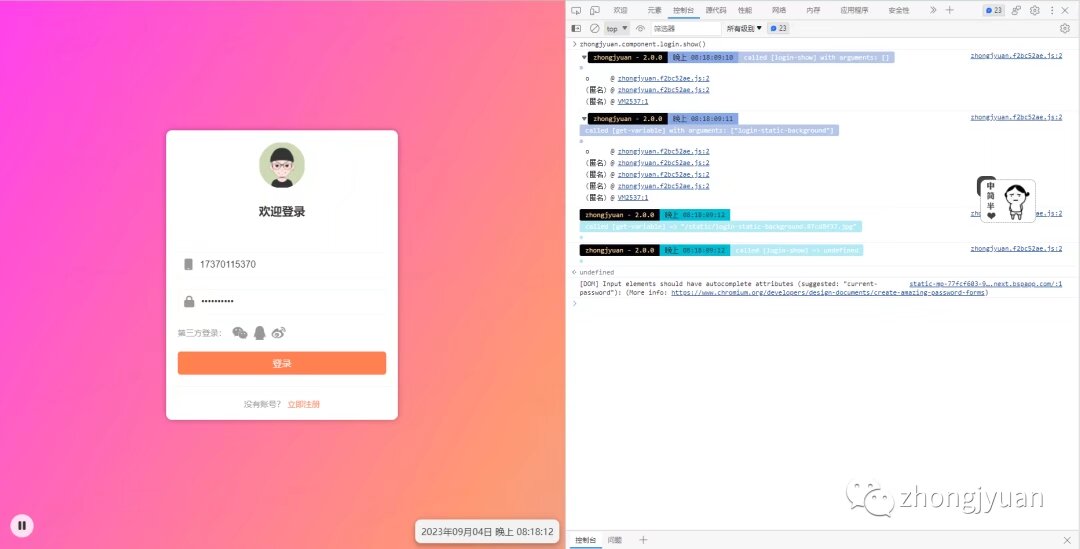 欢迎登录
17370115370
••••••••••
第三方登录：
登录
没有账号？ 立即注册
2023年09月04日 晚上 08:18:12
欢迎 元素 控制台 源代码 性能 网络 内存 应用程序 安全性 23
top 筛选器 所有级别 23
zhongjyuan.component.login.show()
zhongjyuan - 2.0.0 晚上 08:18:09:10 called [login-show] with arguments: [] zhongjyuan.f2bc52ae.js:2
o @ zhongjyuan.f2bc52ae.js:2
(匿名) @ zhongjyuan.f2bc52ae.js:2
(匿名) @ VM2537:1
zhongjyuan - 2.0.0 晚上 08:18:09:11 zhongjyuan.f2bc52ae.js:2
called [get-variable] with arguments: ["login-static-background"]
o @ zhongjyuan.f2bc52ae.js:2
(匿名) @ zhongjyuan.f2bc52ae.js:2
(匿名) @ zhongjyuan.f2bc52ae.js:2
(匿名) @ zhongjyuan.f2bc52ae.js:2
(匿名) @ VM2537:1
中
简
半
zhongjyuan - 2.0.0 晚上 08:18:09:12
called [get-variable] => "/static/login-static-background.87cd8f37.jpg"
zhongjyuan - 2.0.0 晚上 08:18:09:12 called [login-show] => undefined zhongjyuan.f2bc52ae.js:2
undefined
[DOM] Input elements should have autocomplete attributes (suggested: "current- static-mp-77fcf603-9….next.bspapp.com/:1
password"): (More info: https://www.chromium.org/developers/design-documents/create-amazing-password-forms)
zhongjyuan
控制台 问题